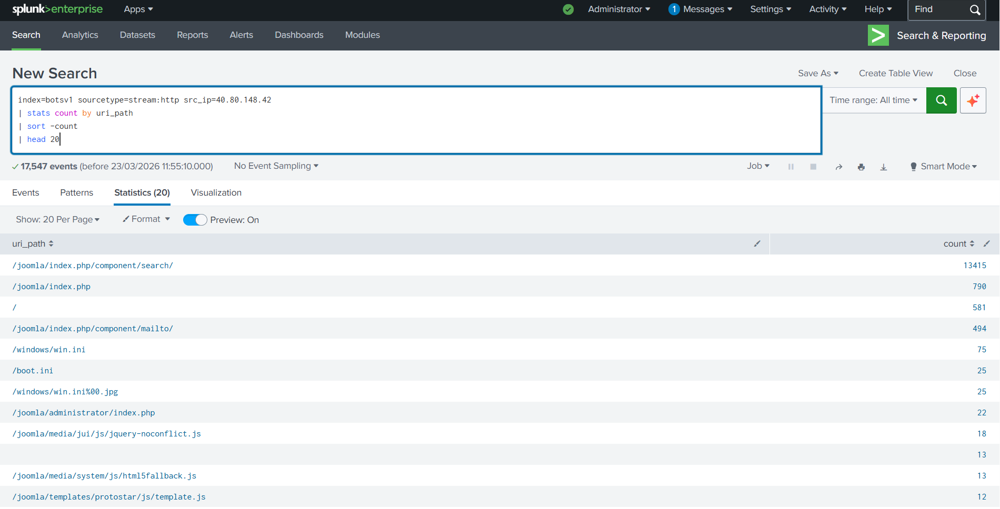 splunk>enterprise Apps Administrator 1 Messages Settings Activity Help Find
Search Analytics Datasets Reports Alerts Dashboards Modules Search & Reporting
New Search Save As Create Table View Close
index=botsv1 sourcetype=stream:http src_ip=40.80.148.42
| stats count by uri_path
| sort -count
| head 20
Time range: All time
17,547 events (before 23/03/2026 11:55:10.000) No Event Sampling Job Smart Mode
Events Patterns Statistics (20) Visualization
Show: 20 Per Page Format Preview: On
uri_path count
/joomla/index.php/component/search/ 13415
/joomla/index.php 790
/ 581
/joomla/index.php/component/mailto/ 494
/windows/win.ini 75
/boot.ini 25
/windows/win.ini%00.jpg 25
/joomla/administrator/index.php 22
/joomla/media/jui/js/jquery-noconflict.js 18
13
/joomla/media/system/js/html5fallback.js 13
/joomla/templates/protostar/js/template.js 12